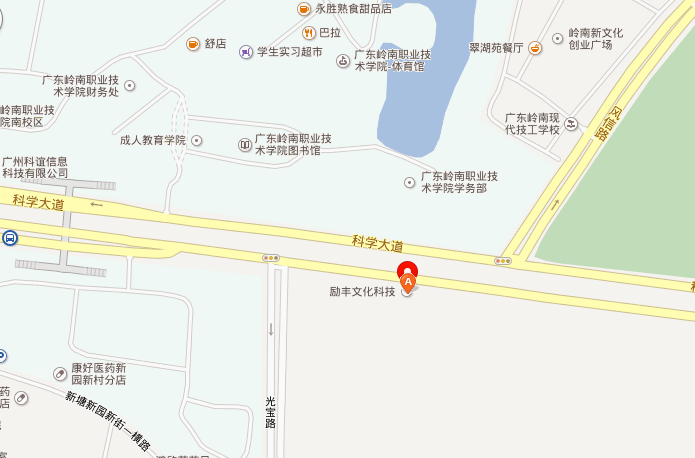 永胜熟食甜品店
巴拉
舒店
学生实习超市
广东岭南职业技
术学院-体育馆
翠湖苑餐厅
岭南新文化
创业广场
广东岭南职业技
术学院财务处
岭南职业技
院南校区
成人教育学院
广东岭南职业技
术学院图书馆
广东岭南现
代技工学校
风信路
广州科谊信息
科技有限公司
广东岭南职业技
术学院学务部
科学大道
科学大道
A
励丰文化科技
康好医药新
园新村分店
药
店
新塘新园新街一横路
光宝路